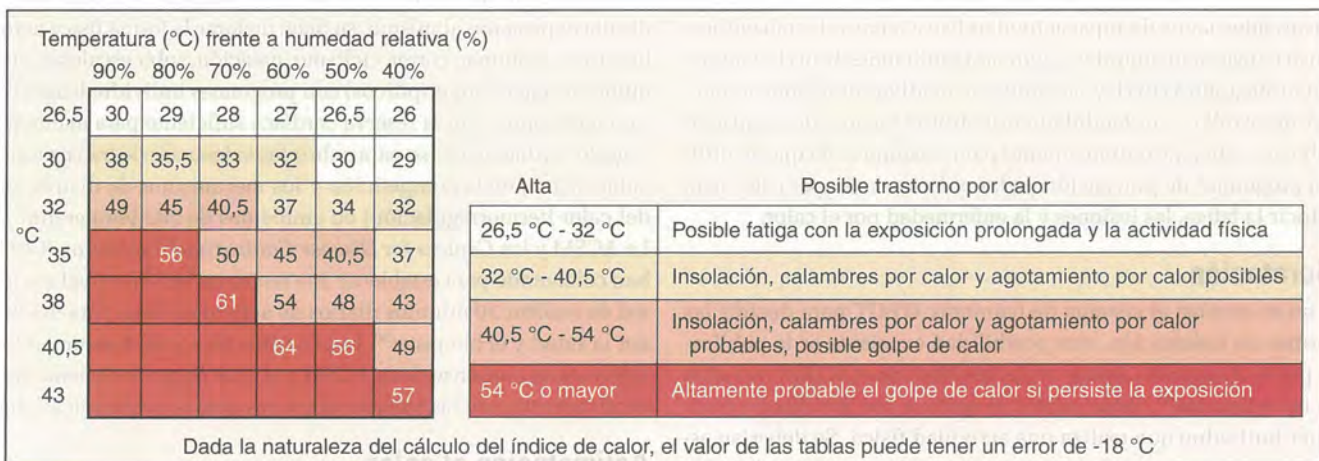 Temperatura (°C) frente a humedad relativa (%)
90% 80% 70% 60% 50% 40%
26,5 30 29 28 27 26,5 26
30 38 35,5 33 32 30 29
32 49 45 40,5 37 34 32
°C
35 56 50 45 40,5 37
38 61 54 48 43
40,5 64 56 49
43 57
Alta Posible trastorno por calor
26,5 °C - 32 °C Posible fatiga con la exposición prolongada y la actividad física
32 °C - 40,5 °C Insolación, calambres por calor y agotamiento por calor posibles
40,5 °C - 54 °C Insolación, calambres por calor y agotamiento por calor
probables, posible golpe de calor
54 °C o mayor Altamente probable el golpe de calor si persiste la exposición
Dada la naturaleza del cálculo del índice de calor, el valor de las tablas puede tener un error de -18 °C